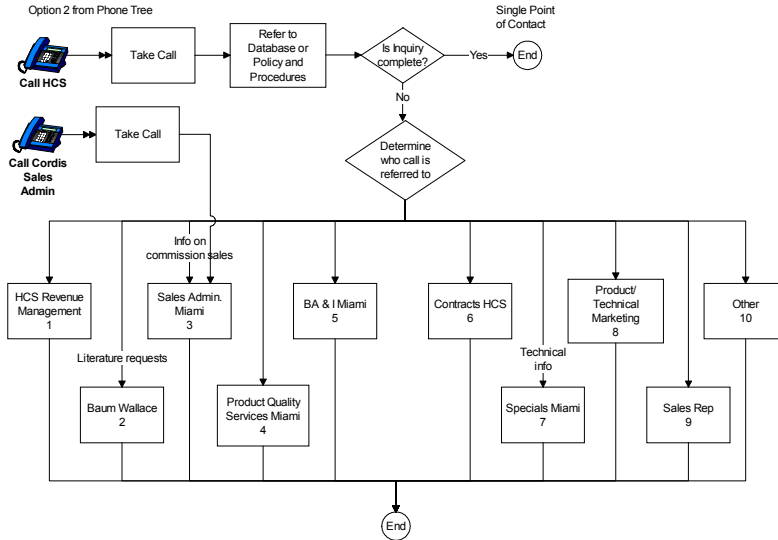 Option 2 from Phone Tree
Single Point
of Contact
Call HCS
Take Call
Refer to
Database or
Policy and
Procedures
Is Inquiry
complete?
Yes
End
No
Call Cordis
Sales
Admin
Take Call
Determine
who call is
referred to
Info on
commission sales
HCS Revenue
Management
1
Literature requests
Baum Wallace
2
Sales Admin.
Miami
3
Product Quality
Services Miami
4
BA & I Miami
5
Contracts HCS
6
Technical
info
Specials Miami
7
Product/
Technical
Marketing
8
Sales Rep
9
Other
10
End